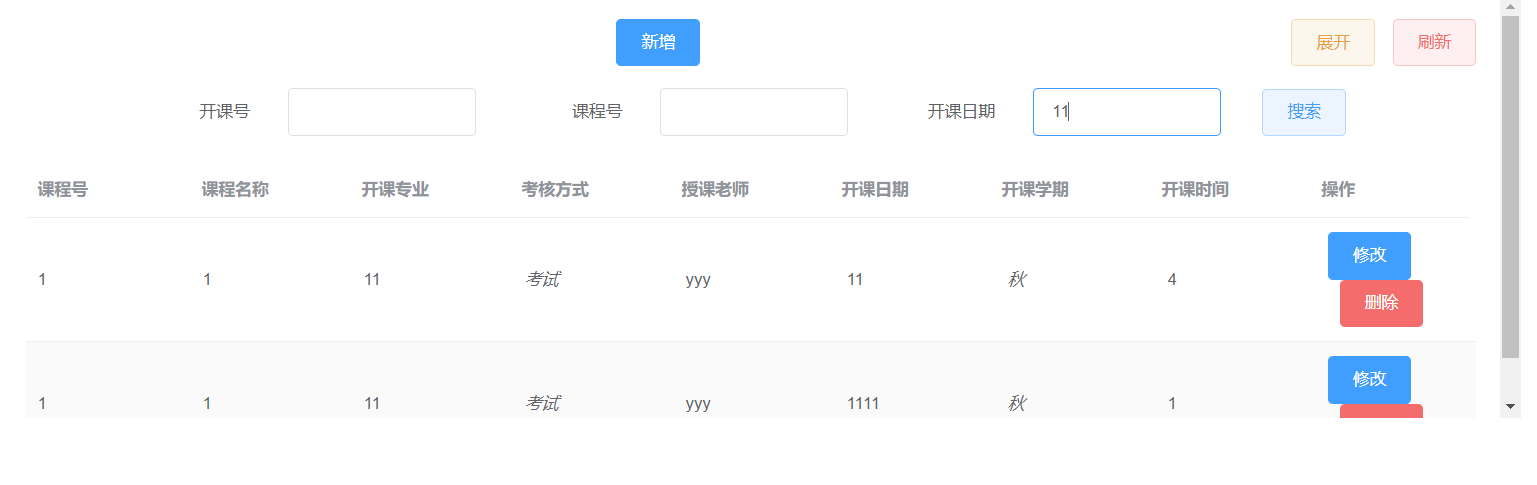 新增 展开 刷新
开课号 课程号 开课日期 11 搜索
课程号 课程名称 开课专业 考核方式 授课老师 开课日期 开课学期 开课时间 操作
1 1 11 考试 yyy 11 秋 4 修改
删除
1 1 11 考试 yyy 1111 秋 1 修改